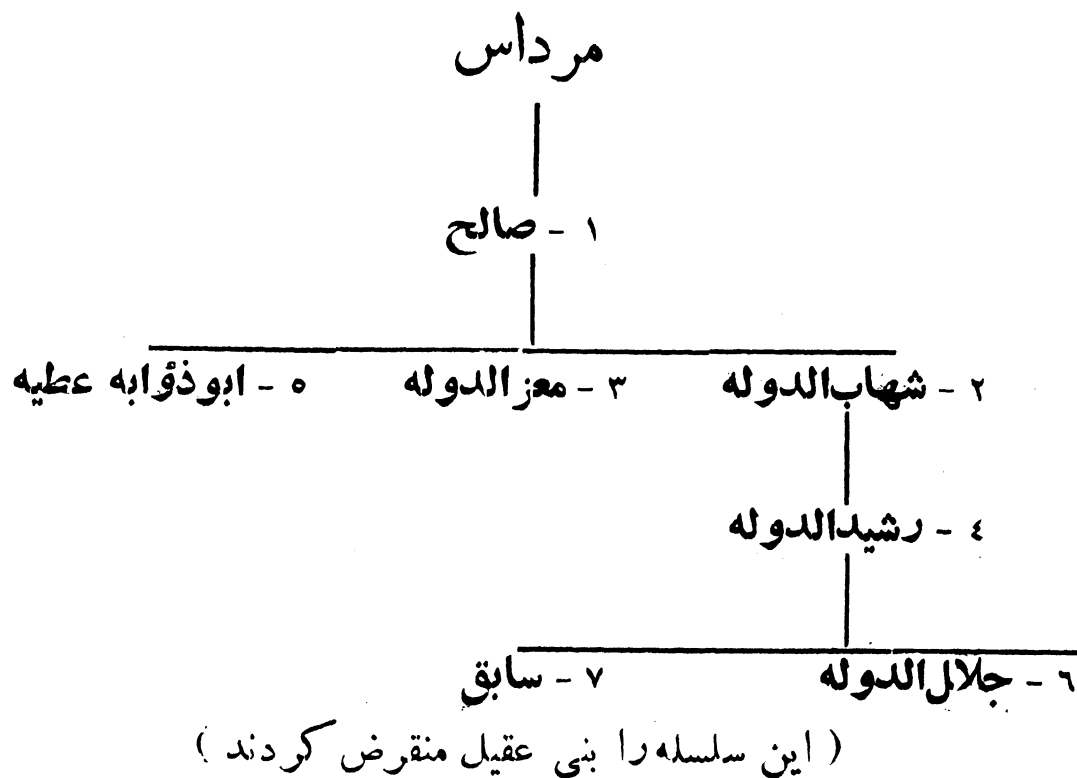 مرداس
۱ - صالح
۲ - شهاب‌الدوله ۳ - معزالدوله ۵ - ابوذؤابه عطیه
٤ - رشیدالدوله
٦ - جلال‌الدوله ۷ - سابق
( این سلسله را بنی عقیل منقرض کردند )